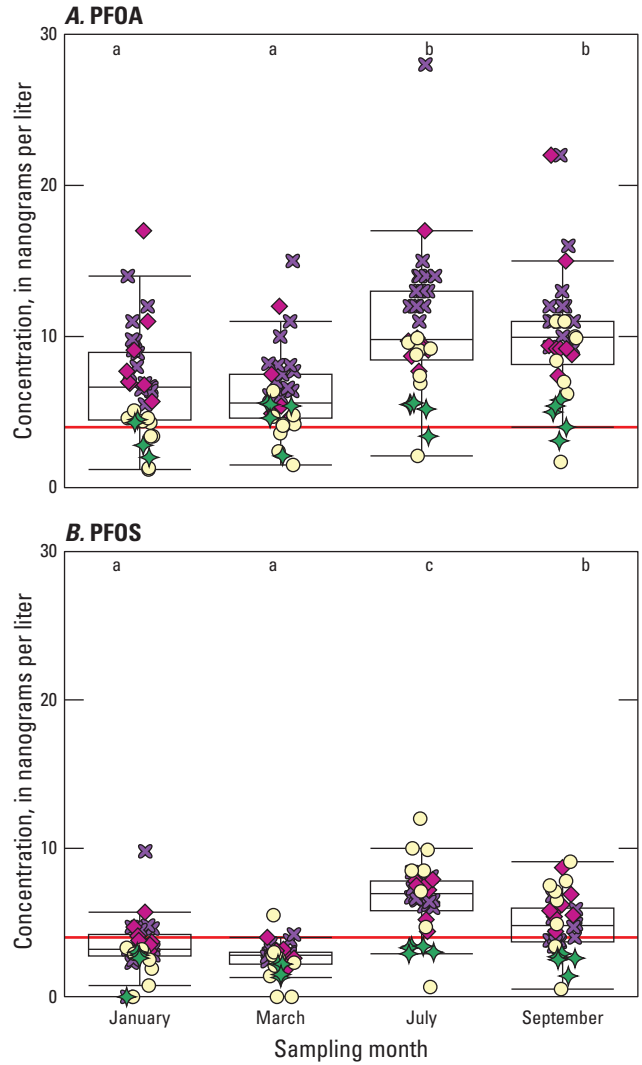 A. PFOA
30
a a b b
20
10
0
Concentration, in nanograms per liter
B. PFOS
30
a a c b
20
10
0
Concentration, in nanograms per liter
January March July September
Sampling month